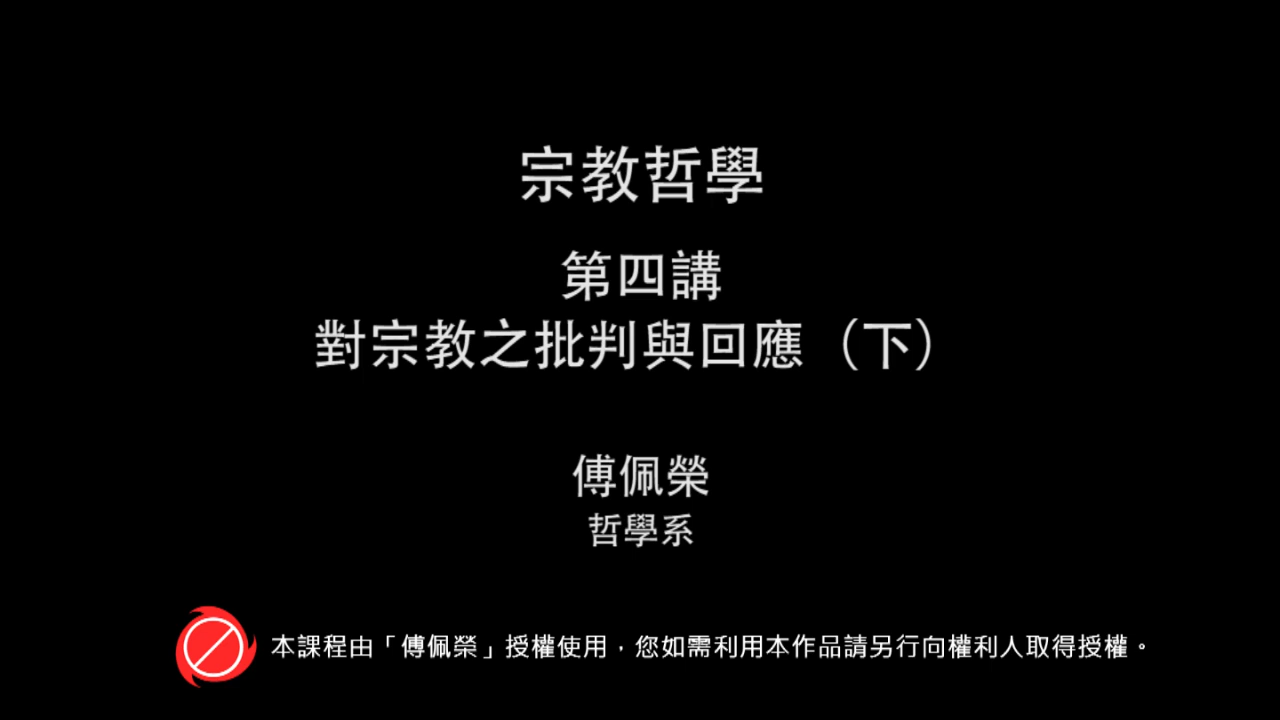 宗教哲學
第四講
對宗教之批判與回應（下）
傅佩榮
哲學系
本課程由「傅佩榮」授權使用，您如需利用本作品請另行向權利人取得授權。